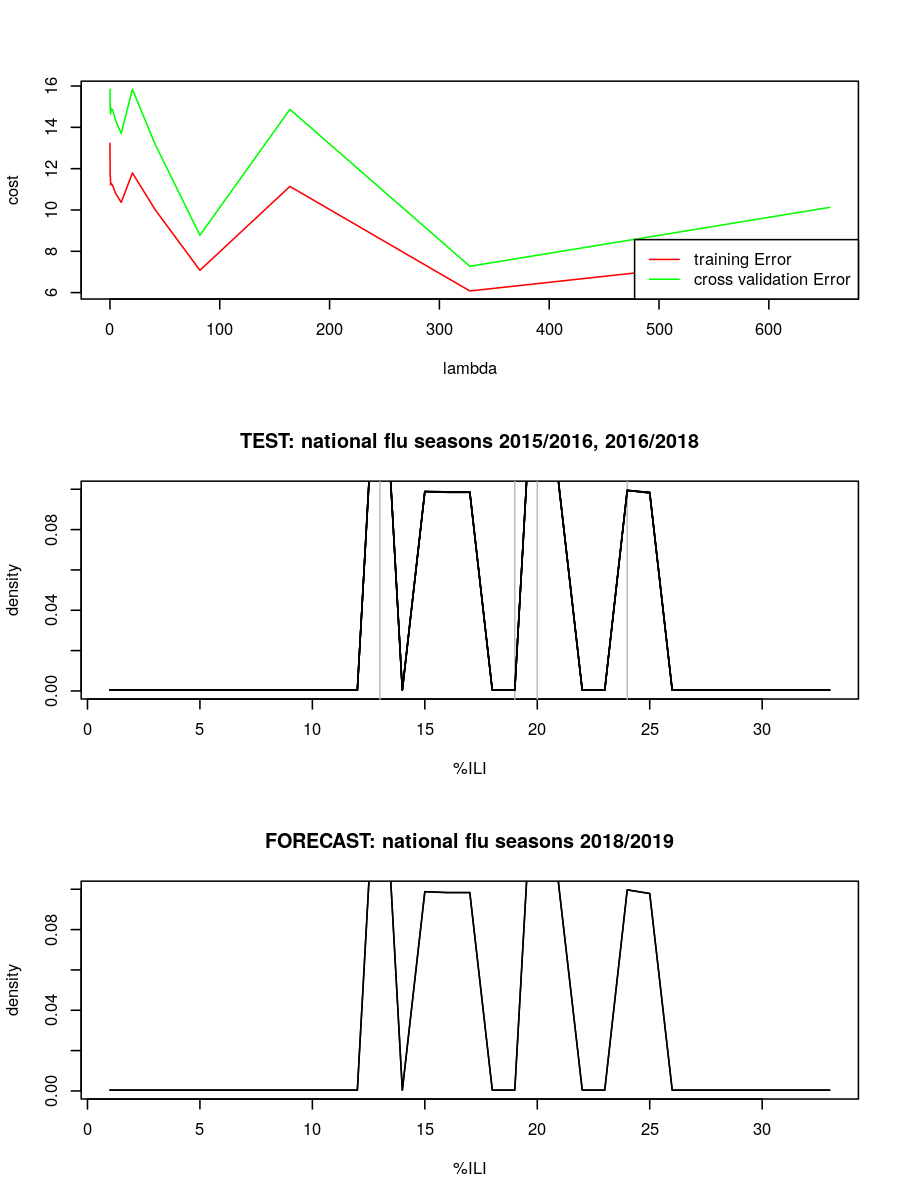 cost
6 8 10 12 14 16
0 100 200 300 400 500 600
lambda
training Error
cross validation Error
TEST: national flu seasons 2015/2016, 2016/2018
density
0.00 0.04 0.08
0 5 10 15 20 25 30
%ILI
FORECAST: national flu seasons 2018/2019
density
0.00 0.04 0.08
0 5 10 15 20 25 30
%ILI